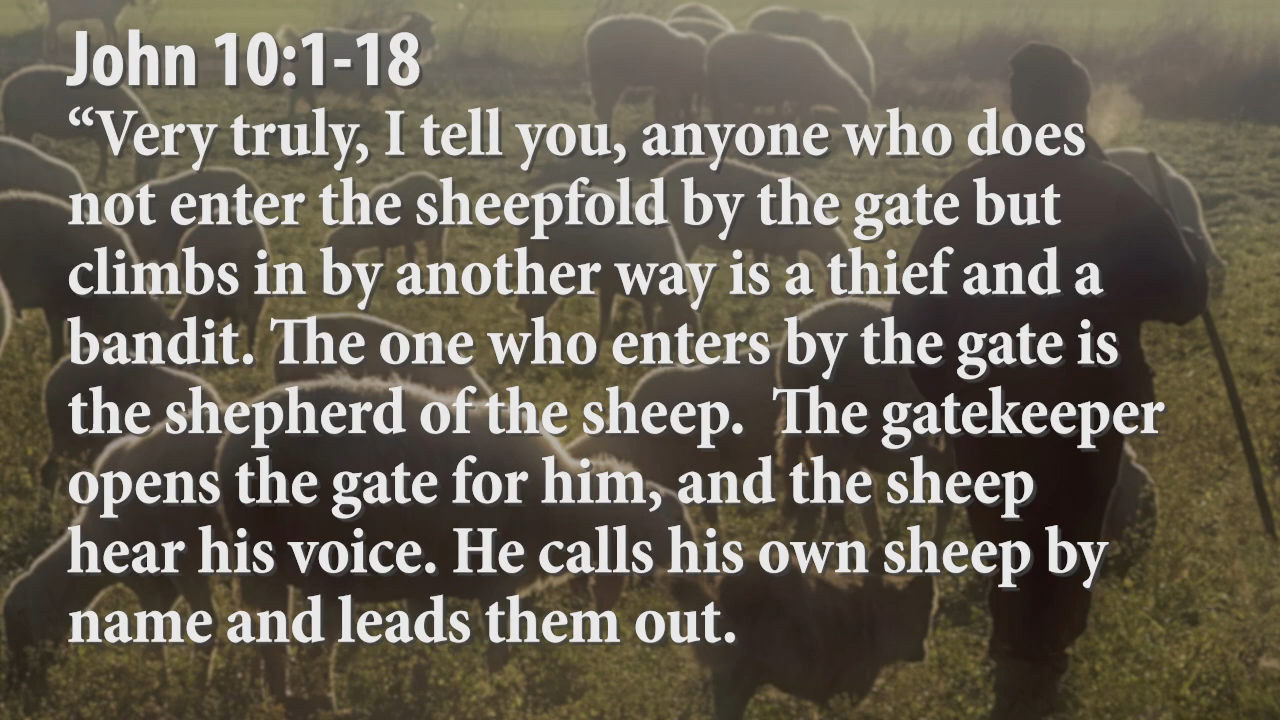 John 10:1-18
“Very truly, I tell you, anyone who does
not enter the sheepfold by the gate but
climbs in by another way is a thief and a
bandit. The one who enters by the gate is
the shepherd of the sheep.  The gatekeeper
opens the gate for him, and the sheep
hear his voice. He calls his own sheep by
name and leads them out.